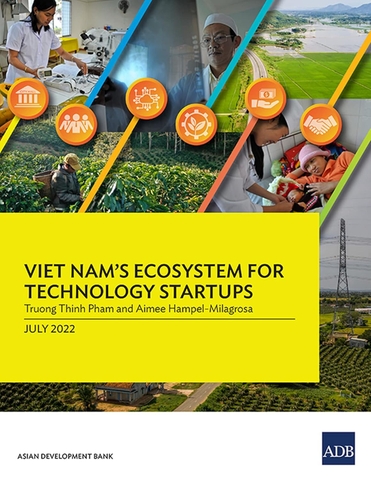 VIET NAM'S ECOSYSTEM FOR
TECHNOLOGY STARTUPS
Truong Thinh Pham and Aimee Hampel-Milagrosa
JULY 2022
ASIAN DEVELOPMENT BANK
ADB